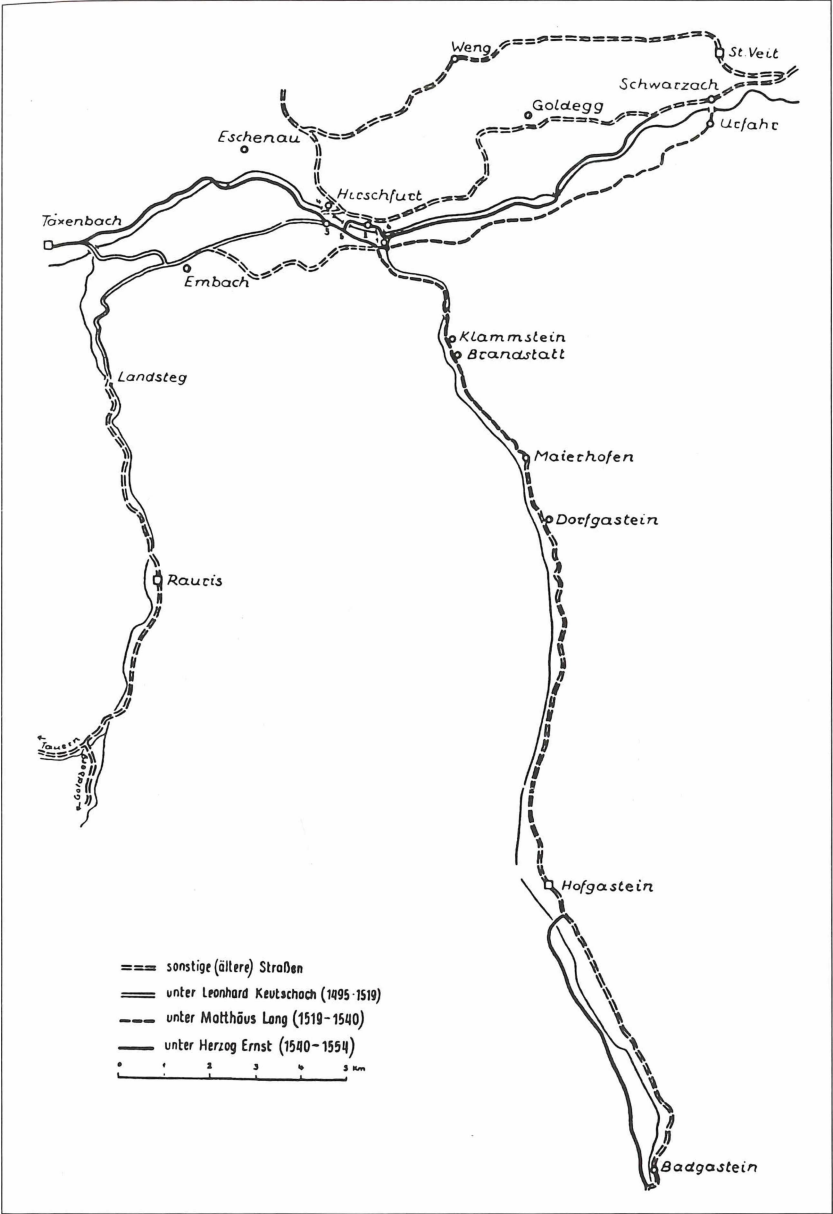 Weng
St. Veit
Schwarzach
Goldegg
Urfahr
Eschenau
Hirschfurt
Taxenbach
3
Embach
Klammstein
Brandstatt
Landsteg
Maierhofen
Dorfgastein
Rauris
Tauern
Goldberg
Hofgastein
sonstige (ältere) Straßen
unter Leonhard Keutschach (1495-1519)
unter Matthäus Lang (1519-1540)
unter Herzog Ernst (1540-1554)
0 1 2 3 4 5 Km
Badgastein